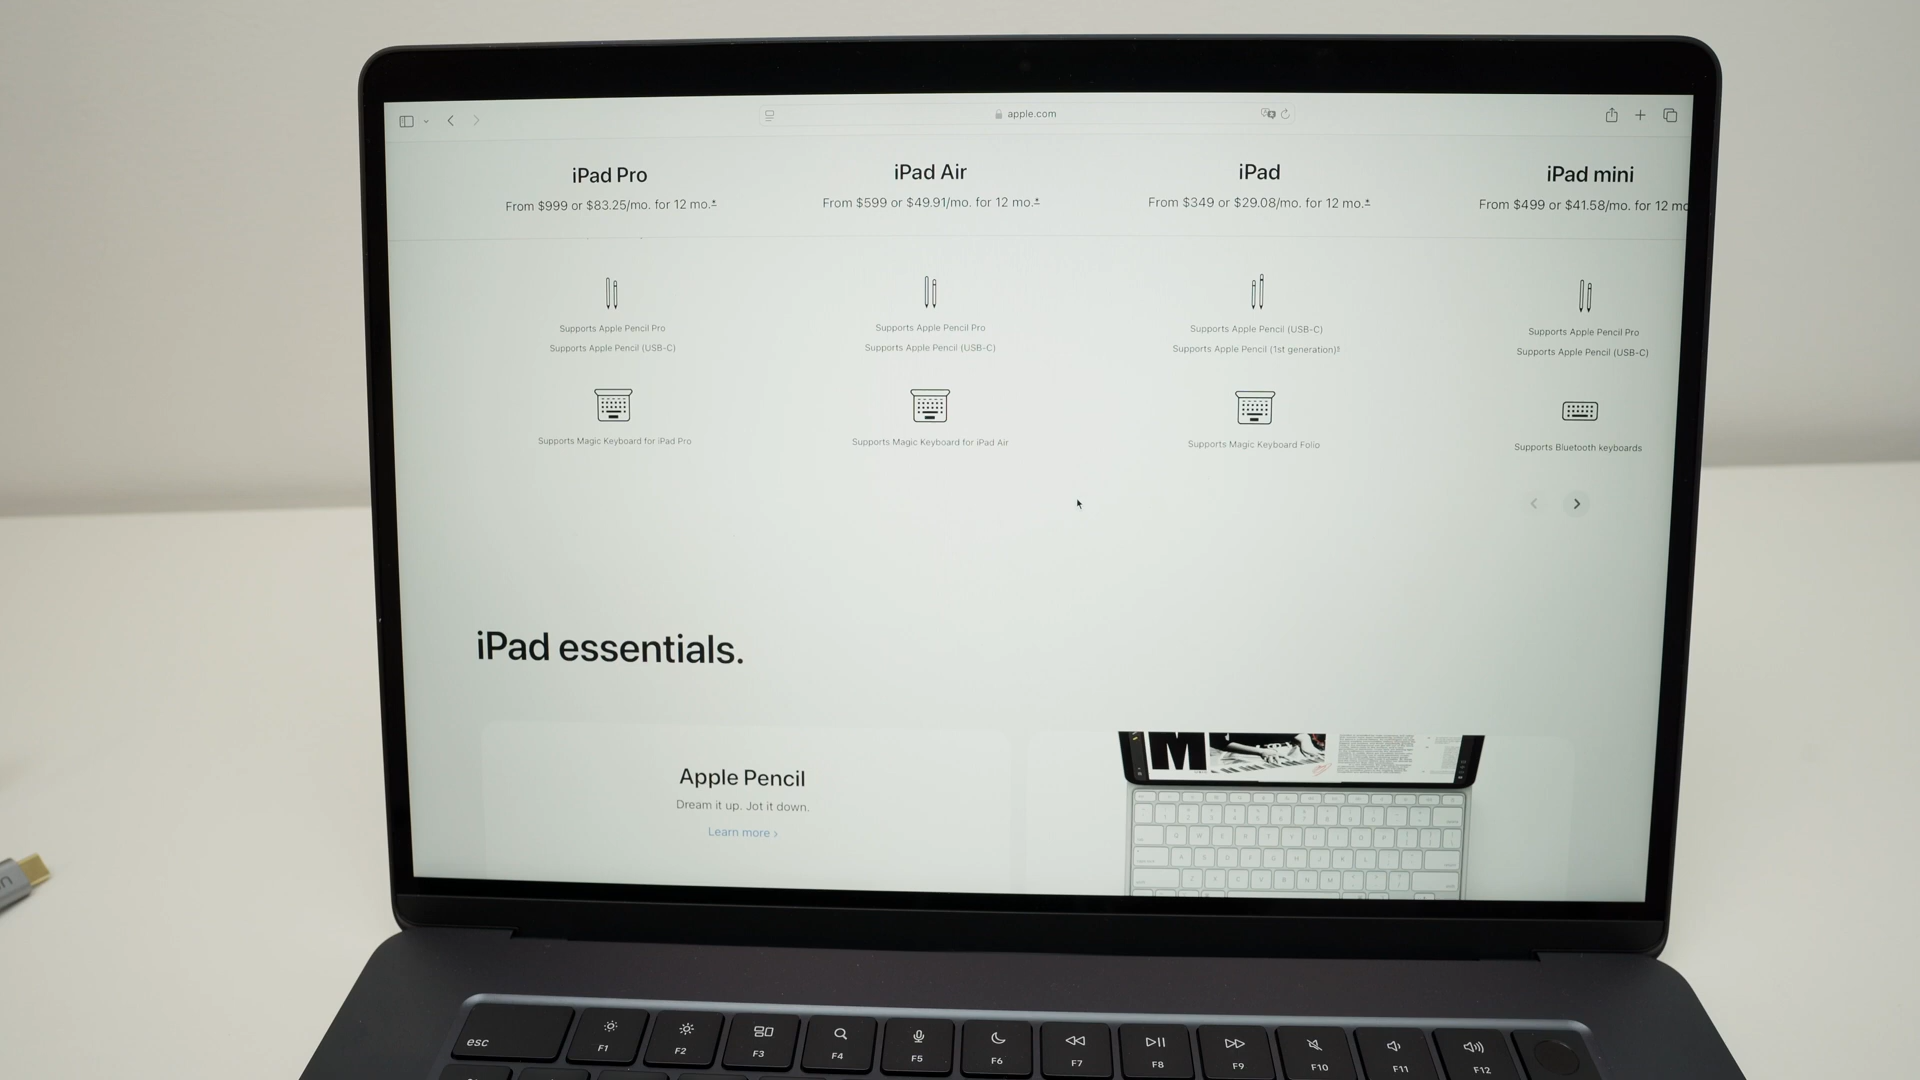 apple.com
iPad Pro
From $999 or $83.25/mo. for 12 mo.*
iPad Air
From $599 or $49.91/mo. for 12 mo.*
iPad
From $349 or $29.08/mo. for 12 mo.*
iPad mini
From $499 or $41.58/mo. for 12 mo
Supports Apple Pencil Pro
Supports Apple Pencil (USB-C)
Supports Apple Pencil Pro
Supports Apple Pencil (USB-C)
Supports Apple Pencil (USB-C)
Supports Apple Pencil (1st generation)‡
Supports Apple Pencil Pro
Supports Apple Pencil (USB-C)
Supports Magic Keyboard for iPad Pro
Supports Magic Keyboard for iPad Air
Supports Magic Keyboard Folio
Supports Bluetooth keyboards
iPad essentials.
Apple Pencil
Dream it up. Jot it down.
Learn more ›
M
Q W E R T Y U I O P
A S D F G H J K L
Z X C V B N M
esc
F1 F2 F3 F4 F5 F6 F7 F8 F9 F10 F11 F12